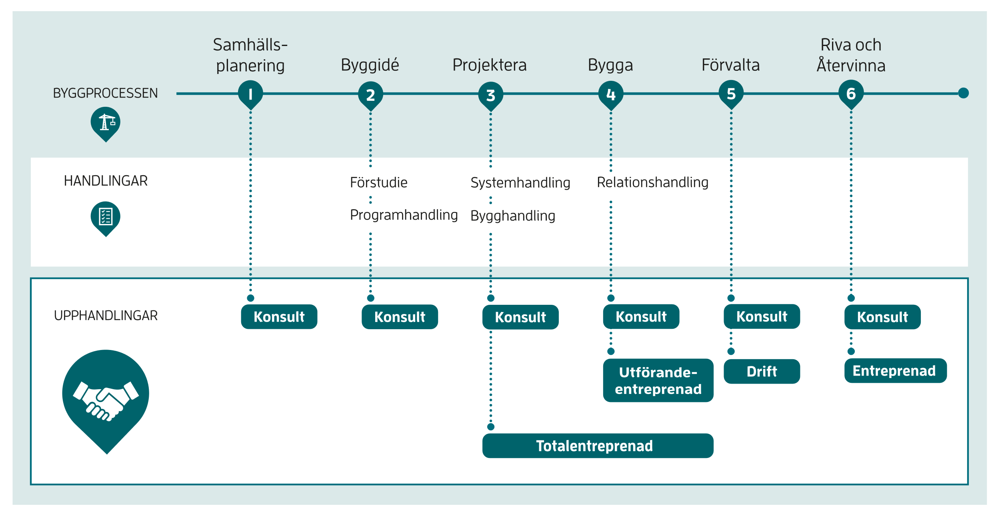 BYGGPROCESSEN
Samhälls-
planering
Byggidé
Projektera
Bygga
Förvalta
Riva och
Återvinna
1
2
3
4
5
6
HANDLINGAR
Förstudie
Systemhandling
Relationshandling
Programhandling
Bygghandling
UPPHANDLINGAR
Konsult
Konsult
Konsult
Konsult
Konsult
Konsult
Utförande-
entreprenad
Drift
Entreprenad
Totalentreprenad